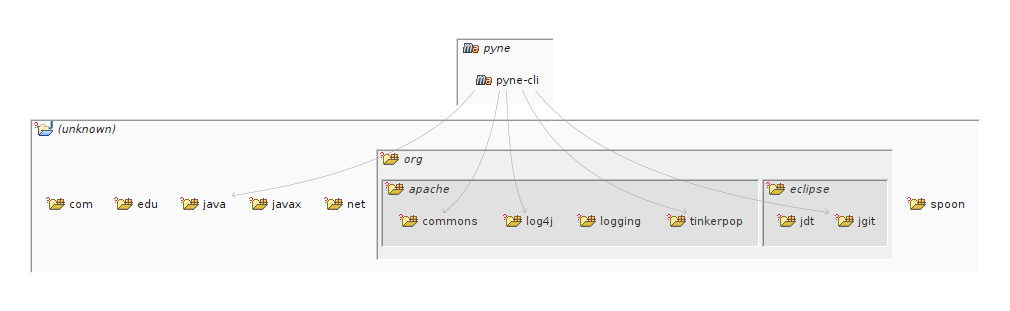 pyne
pyne-cli
(unknown)
org
apache
eclipse
com
edu
java
javax
net
spoon
commons
log4j
logging
tinkerpop
jdt
jgit